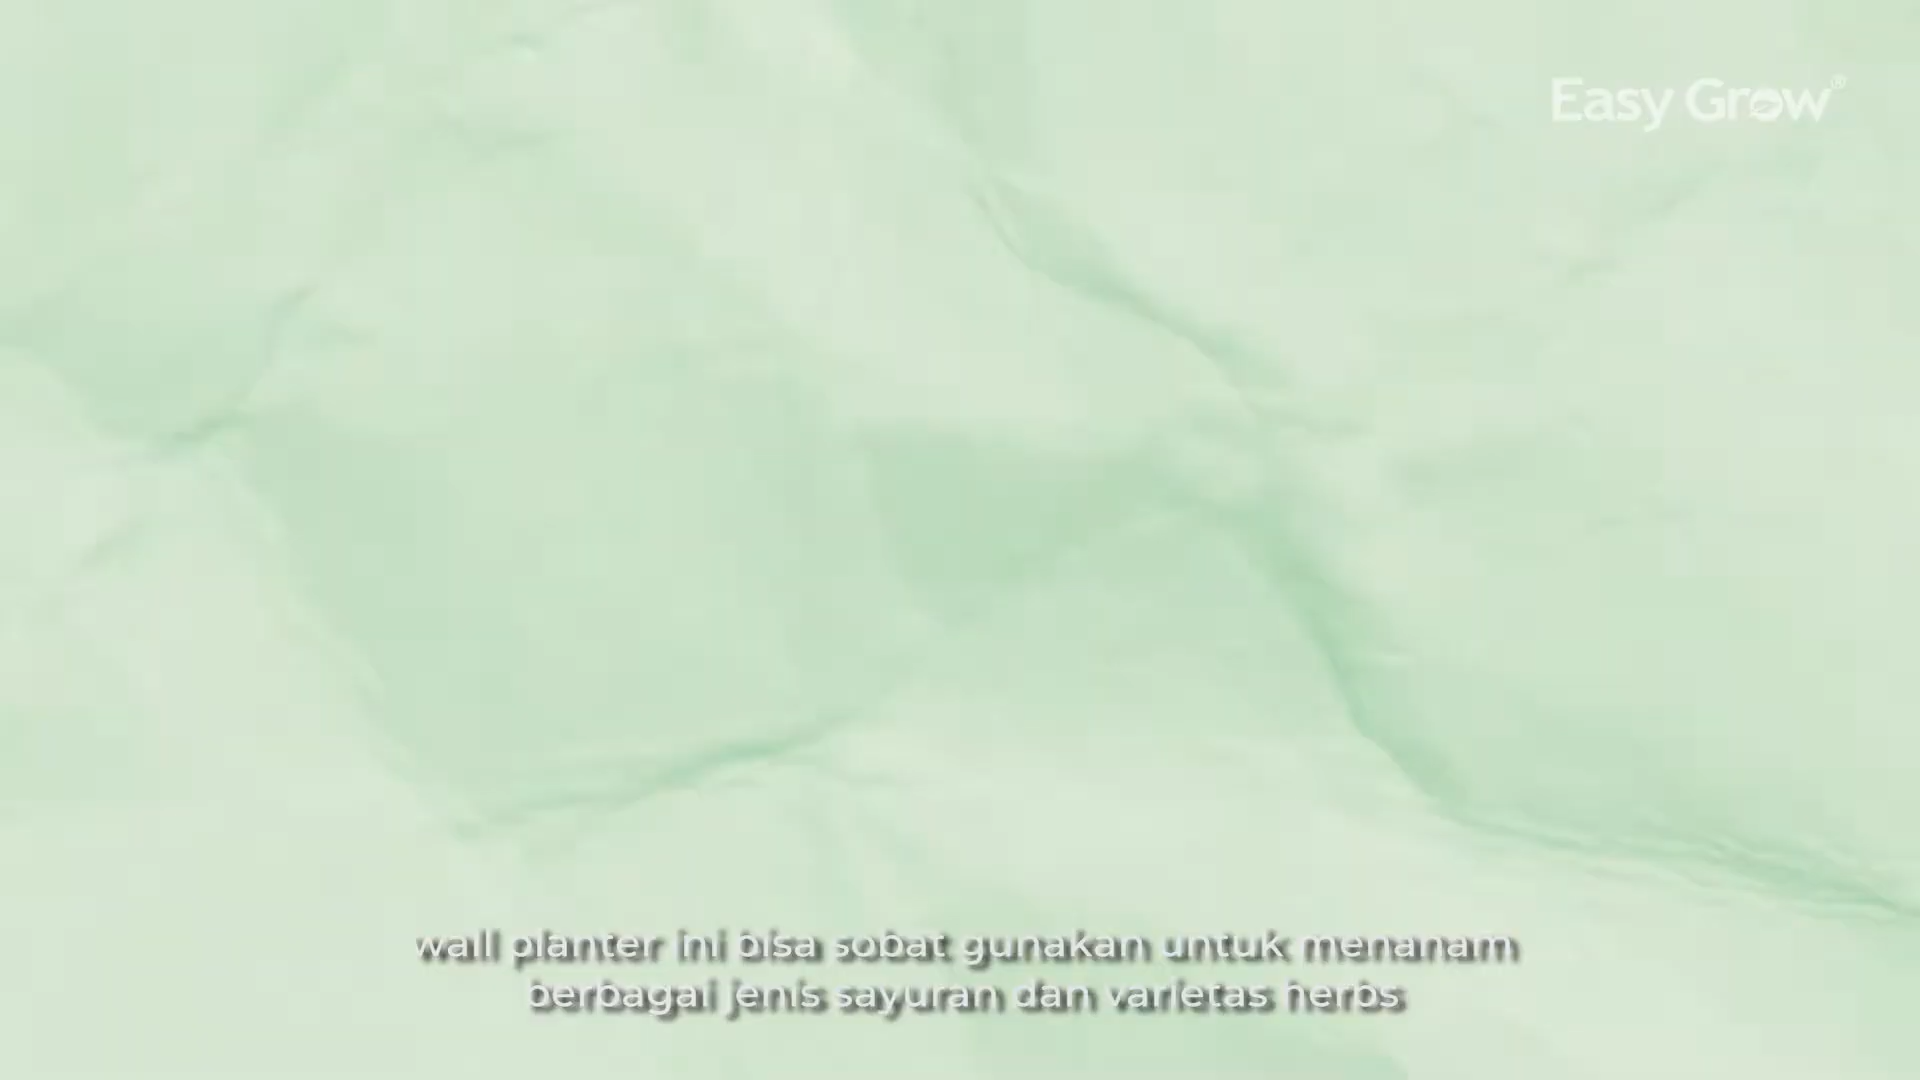 Easy Grow®
wall planter ini bisa sobat gunakan untuk menanam
berbagai jenis sayuran dan varietas herbs